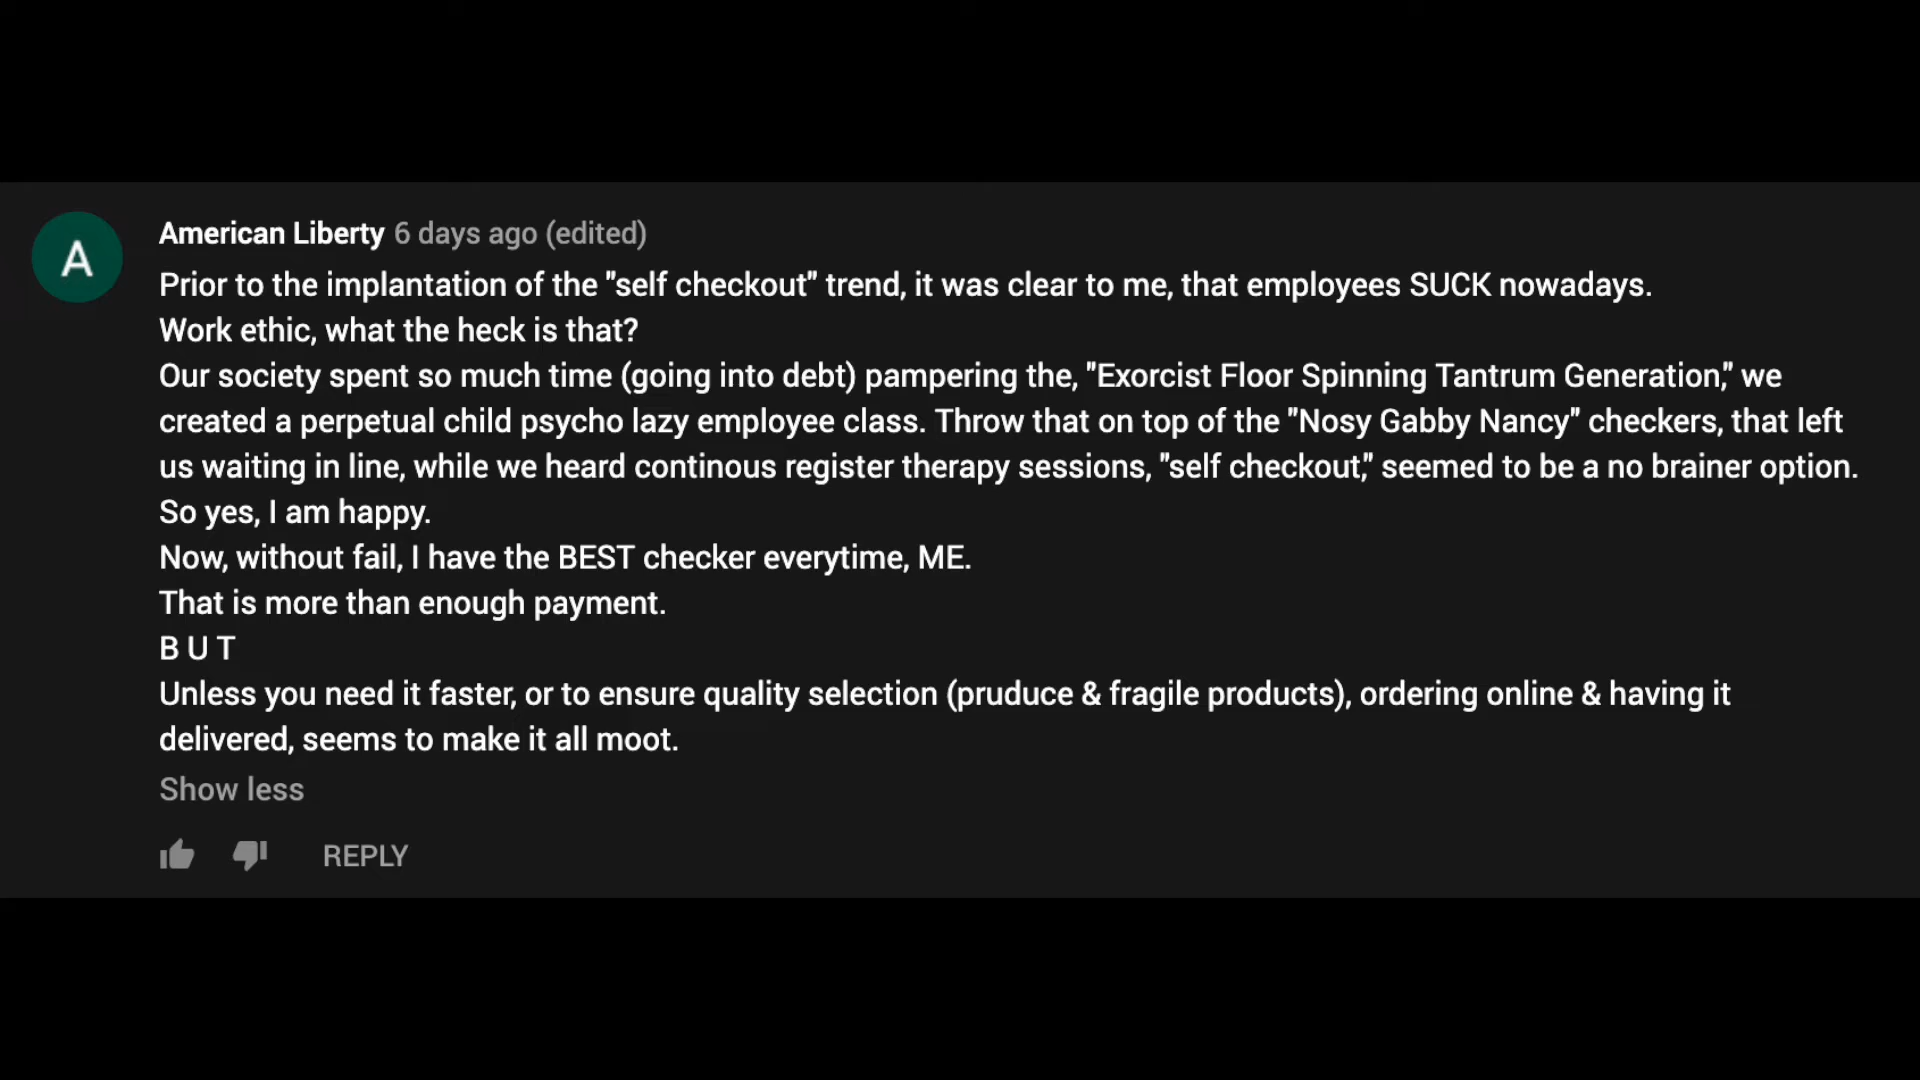 A
American Liberty 6 days ago (edited)
Prior to the implantation of the "self checkout" trend, it was clear to me, that employees SUCK nowadays.
Work ethic, what the heck is that?
Our society spent so much time (going into debt) pampering the, "Exorcist Floor Spinning Tantrum Generation," we
created a perpetual child psycho lazy employee class. Throw that on top of the "Nosy Gabby Nancy" checkers, that left
us waiting in line, while we heard continous register therapy sessions, "self checkout," seemed to be a no brainer option.
So yes, I am happy.
Now, without fail, I have the BEST checker everytime, ME.
That is more than enough payment.
B U T
Unless you need it faster, or to ensure quality selection (pruduce & fragile products), ordering online & having it
delivered, seems to make it all moot.
Show less
REPLY